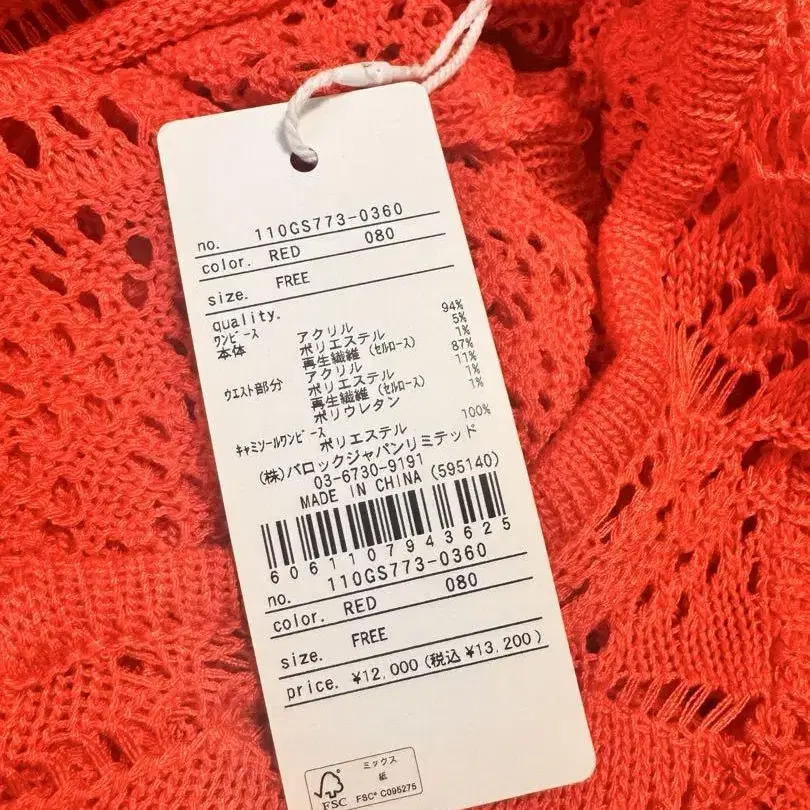 no. 110GS773-0360
color. RED 080
size. FREE
quality.
ﾜﾝﾋﾟｰｽ
本体 アクリル 94%
ポリエステル 5%
再生繊維（ｾﾙﾛｰｽ） 1%
ｳｴｽﾄ部分 アクリル 87%
ポリエステル 11%
再生繊維（ｾﾙﾛｰｽ） 1%
ポリウレタン 1%
ｷｬﾐｿｰﾙﾜﾝﾋﾟｰｽ
ポリエステル 100%
(株)バロックジャパンリミテッド
03-6730-9191
MADE IN CHINA (595140)
6061107943625
no. 110GS773-0360
color. RED 080
size. FREE
price. ¥12,000(税込¥13,200)
ミックス
紙
FSC FSC® C095275